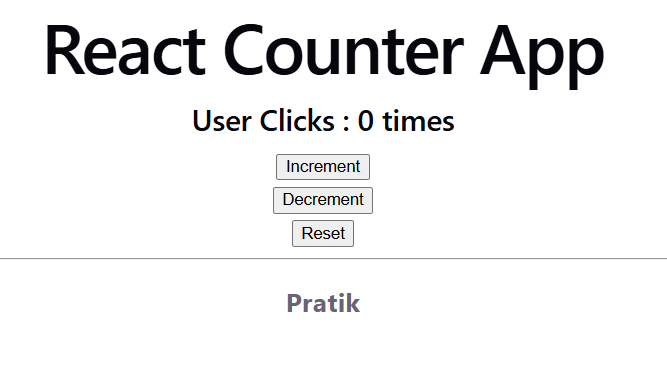 React Counter App
User Clicks : 0 times
Increment
Decrement
Reset
Pratik